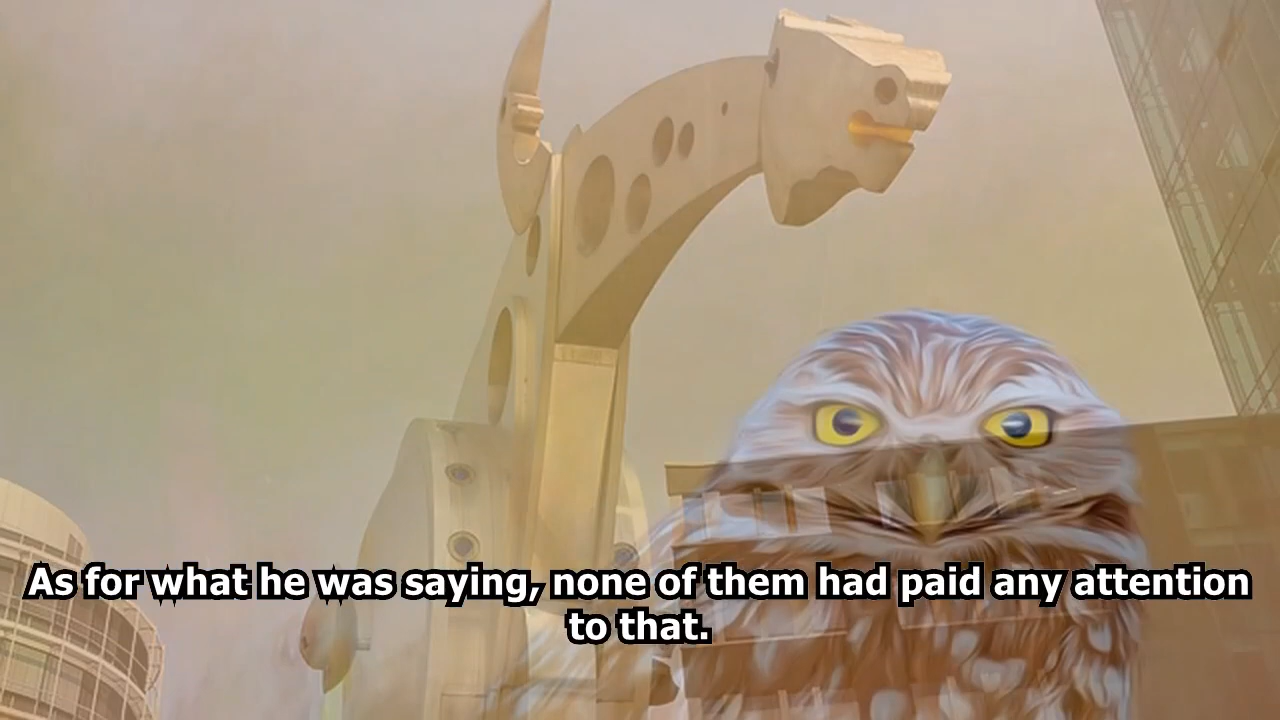 As for what he was saying, none of them had paid any attention
to that.